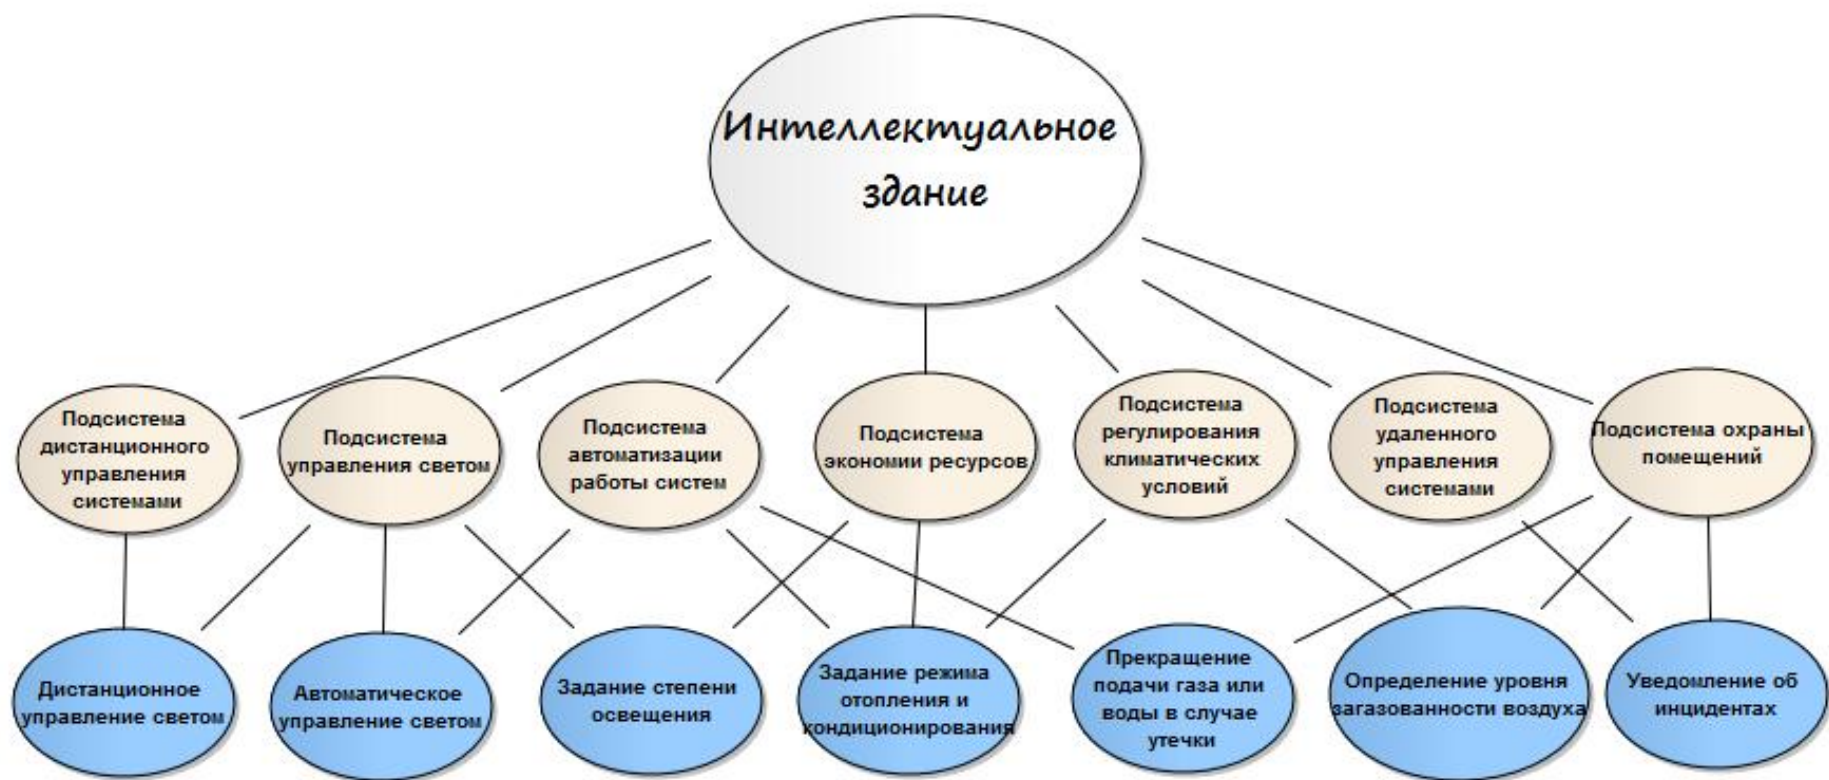 Интеллектуальное
здание
Подсистема
дистанционного
управления
системами
Подсистема
управления светом
Подсистема
автоматизации
работы систем
Подсистема
экономии ресурсов
Подсистема
регулирования
климатических
условий
Подсистема
удаленного
управления
системами
Подсистема охраны
помещений
Дистанционное
управление светом
Автоматическое
управление светом
Задание степени
освещения
Задание режима
отопления и
кондиционирования
Прекращение
подачи газа или
воды в случае
утечки
Определение уровня
загазованности воздуха
Уведомление об
инцидентах